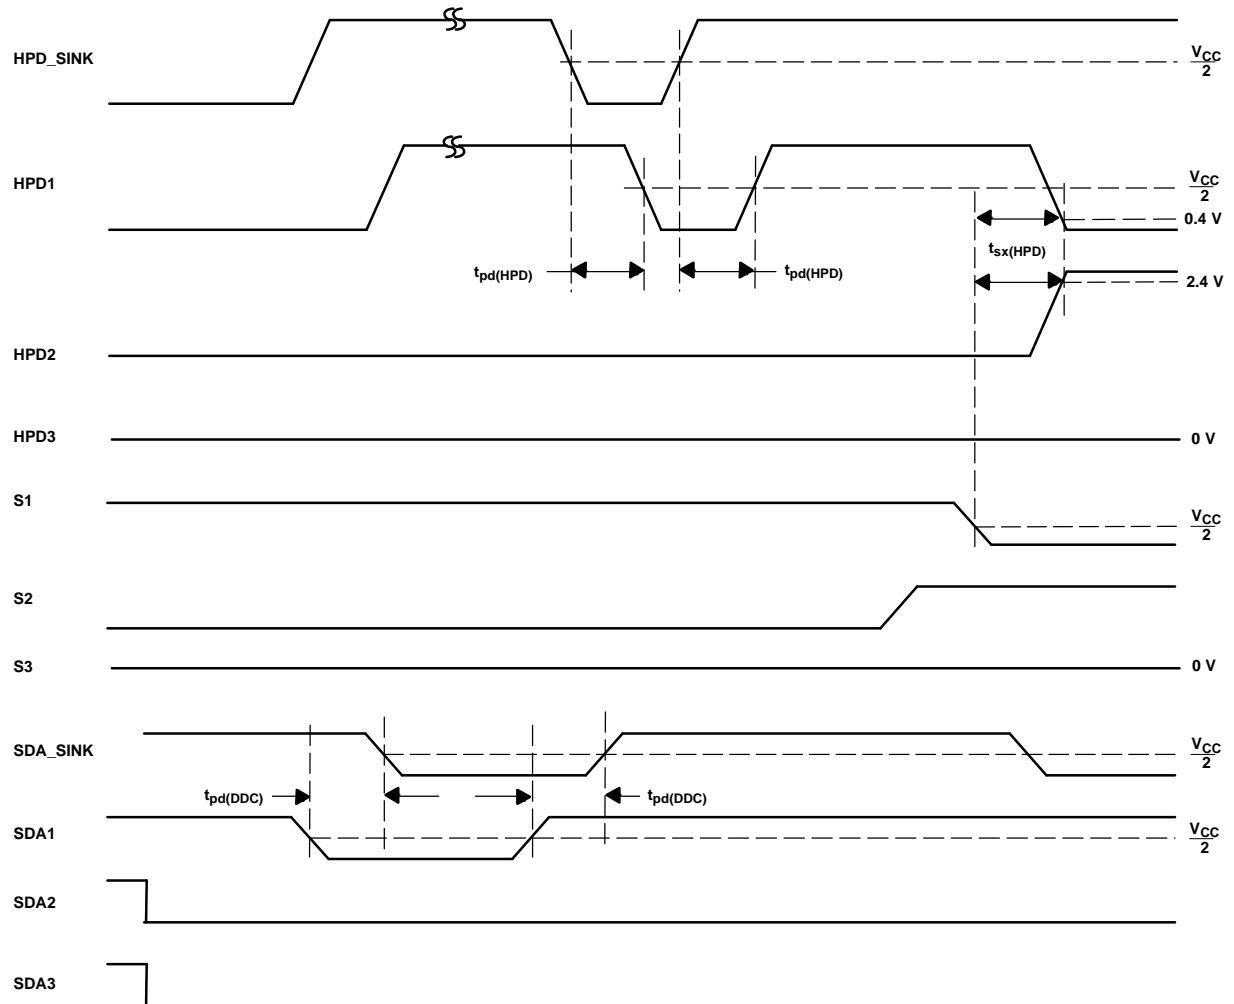 HPD_SINK
VCC
2
HPD1
VCC
2
0.4 V
tsx(HPD)
tpd(HPD)
tpd(HPD)
2.4 V
HPD2
HPD3
0 V
S1
VCC
2
S2
S3
0 V
SDA_SINK
VCC
2
tpd(DDC)
tpd(DDC)
SDA1
VCC
2
SDA2
SDA3